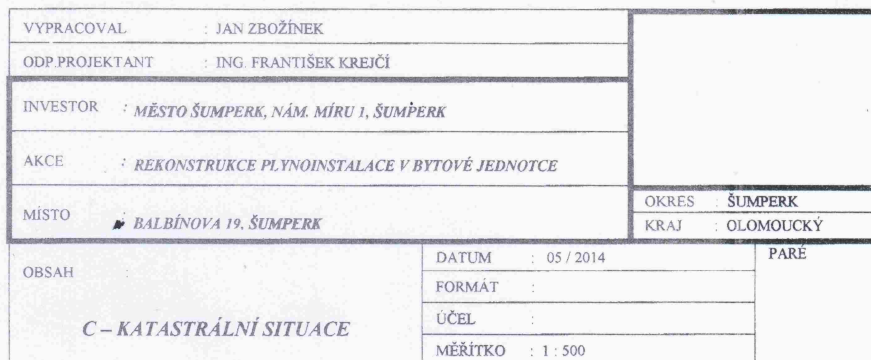 VYPRACOVAL : JAN ZBOŽÍNEK
ODP.PROJEKTANT : ING. FRANTIŠEK KREJČÍ
INVESTOR : MĚSTO ŠUMPERK, NÁM. MÍRU 1, ŠUMPERK
AKCE : REKONSTRUKCE PLYNOINSTALACE V BYTOVÉ JEDNOTCE
MÍSTO : BALBÍNOVA 19, ŠUMPERK
OKRES : ŠUMPERK
KRAJ : OLOMOUCKÝ
OBSAH :
C – KATASTRÁLNÍ SITUACE
DATUM : 05 / 2014
FORMÁT :
ÚČEL :
MĚŘÍTKO : 1 : 500
PARÉ